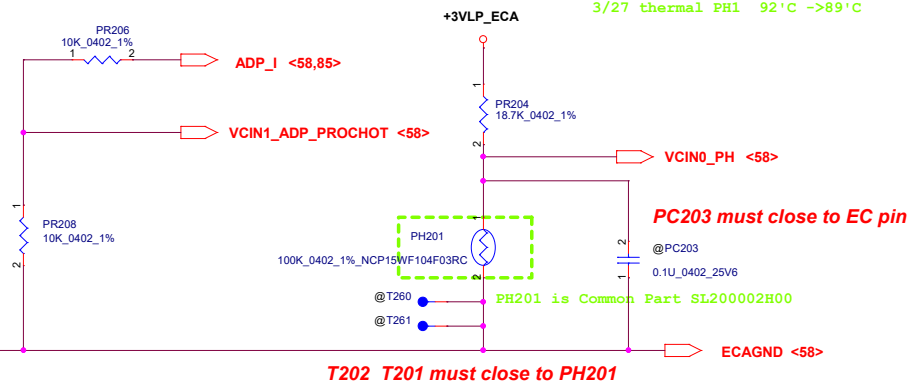 3/27 thermal PH1 92'C ->89'C
+3VLP_ECA
PR206
10K_0402_1%
1
2
ADP_I <58,85>
1
PR204
18.7K_0402_1%
2
VCIN1_ADP_PROCHOT <58>
VCIN0_PH <58>
1
PR208
10K_0402_1%
2
1
PH201
100K_0402_1%_NCP15WF104F03RC
2
PC203 must close to EC pin
2
@PC203
0.1U_0402_25V6
1
@T260
PH201 is Common Part SL200002H00
@T261
ECAGND <58>
T202 T201 must close to PH201